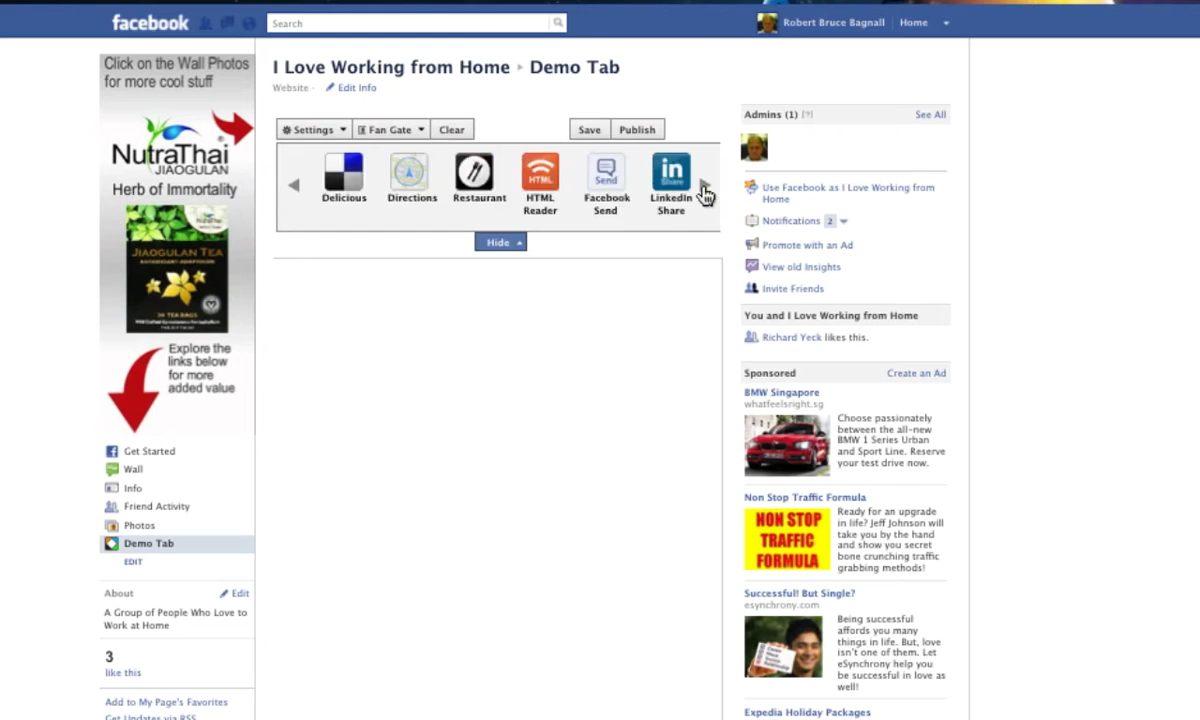 facebook
Search
Robert Bruce Bagnall
Home
Click on the Wall Photos
for more cool stuff
NutraThai
JIAOGULAN
Herb of Immortality
JIAOGULAN TEA
Explore the
links below
for more
added value
Get Started
Wall
Info
Friend Activity
Photos
Demo Tab
EDIT
About
Edit
A Group of People Who Love to
Work at Home
3
like this
Add to My Page's Favorites
Get Updates via RSS
I Love Working from Home ▸ Demo Tab
Website ·
Edit Info
Settings
Fan Gate
Clear
Save
Publish
Delicious
Directions
Restaurant
HTML
HTML
Reader
Send
Facebook
Send
in
Share
LinkedIn
Share
Hide
Admins (1) [?]
See All
Use Facebook as I Love Working from
Home
Notifications 2
Promote with an Ad
View old Insights
Invite Friends
You and I Love Working from Home
Richard Yeck likes this.
Sponsored
Create an Ad
BMW Singapore
whatfeelsright.sg
Choose passionately
between the all-new
BMW 1 Series Urban
and Sport Line. Reserve
your test drive now.
Non Stop Traffic Formula
NON STOP
TRAFFIC
FORMULA
Ready for an upgrade
in life? Jeff Johnson will
take you by the hand
and show you secret
bone crunching traffic
grabbing methods!
Successful! But Single?
esynchrony.com
Being successful
affords you many
things in life. But, love
isn't one of them. Let
eSynchrony help you
be successful in love as
well!
Expedia Holiday Packages